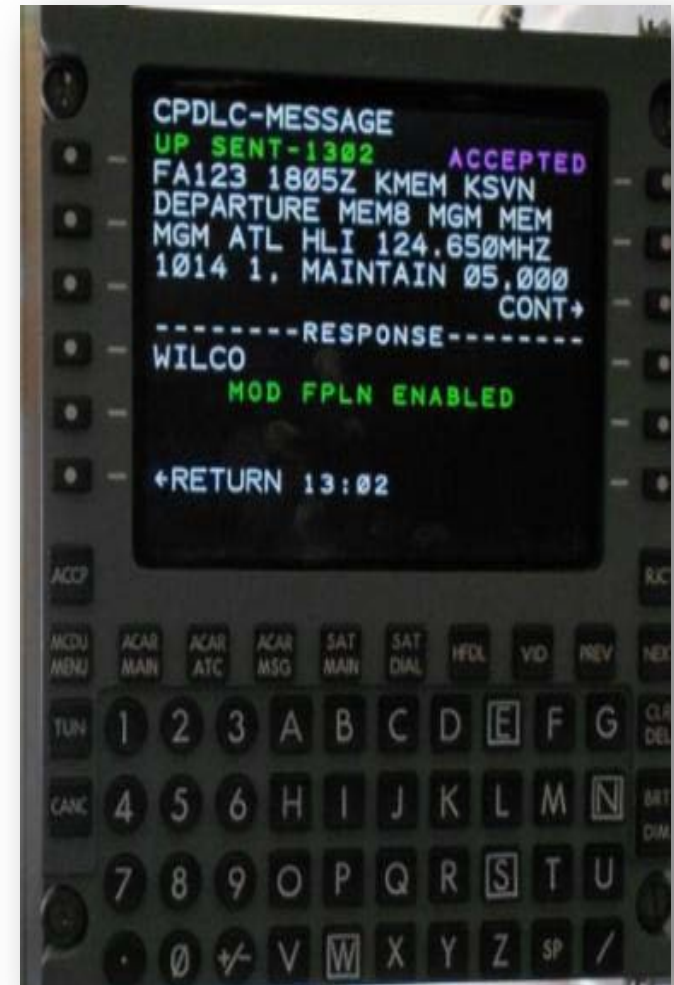 CPDLC-MESSAGE
UP SENT-1302 ACCEPTED
FA123 1805Z KMEM KSVN
DEPARTURE MEM8 MGM MEM
MGM ATL HLI 124.650MHZ
1014 1, MAINTAIN 05,000
CONT→
--------RESPONSE--------
WILCO
MOD FPLN ENABLED
←RETURN 13:02
ACCP
MCDU MENU ACAR MAIN ACAR ATC ACAR MSG SAT MAIN SAT DIAL HFDL VID PREV NEXT
TUN 1 2 3 A B C D E F G CLR DEL
CANC 4 5 6 H I J K L M N BRT DIM
7 8 9 O P Q R S T U
. Ø +/- V W X Y Z SP /